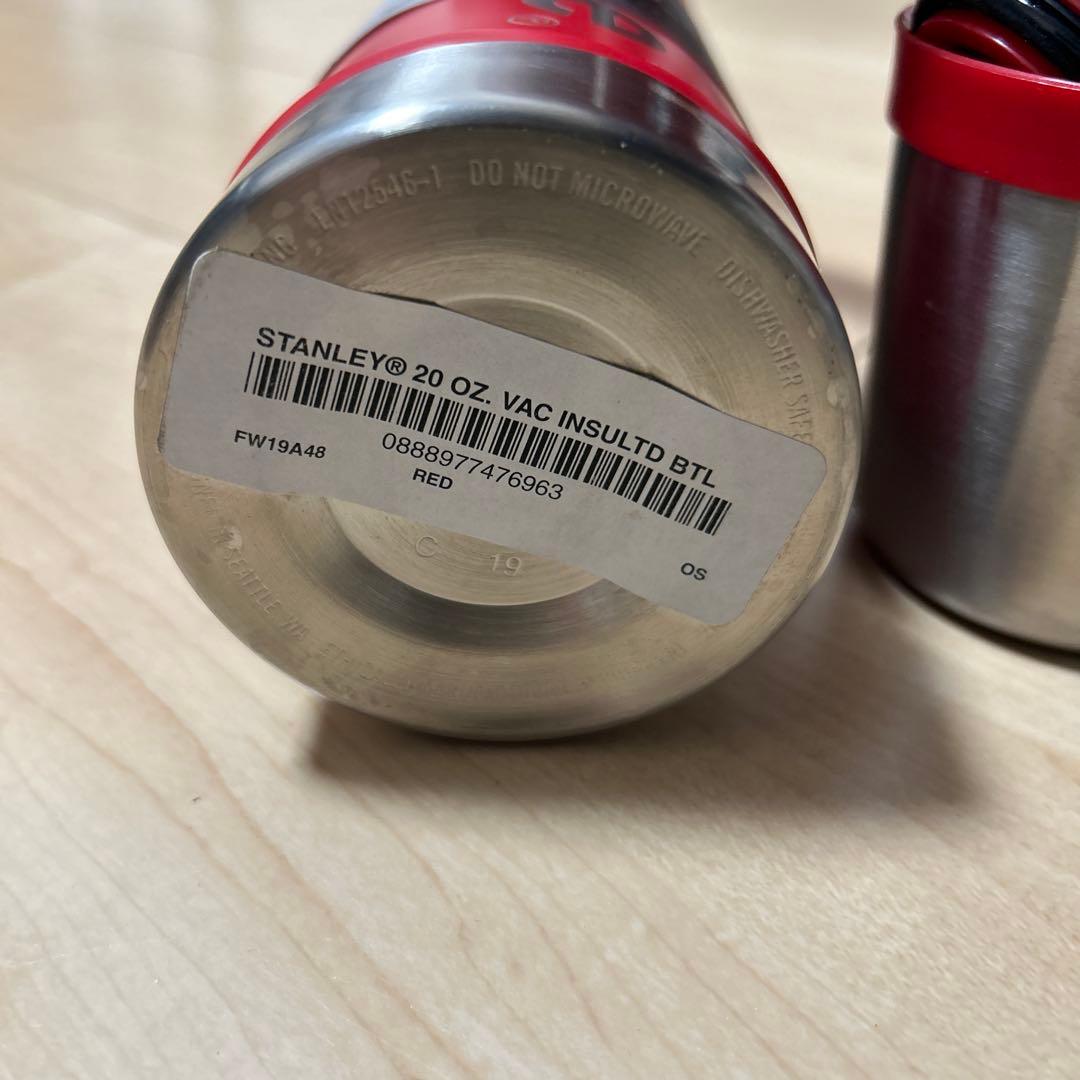 DO NOT MICROWAVE DISHWASHER SAFE
STANLEY® 20 OZ. VAC INSULTD BTL
0888977476963
FW19A48
RED
OS
C 19
SEATTLE WA